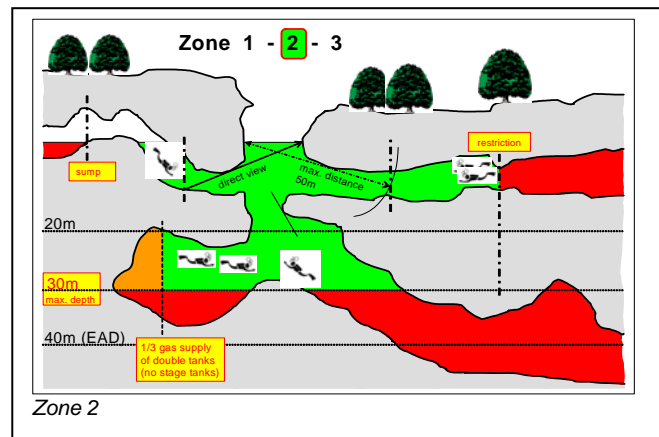 Zone 1 - 2 - 3
restriction
sump
direct view
max. distance
50m
20m
30m
max. depth
40m (EAD)
1/3 gas supply
of double tanks
(no stage tanks)
Zone 2